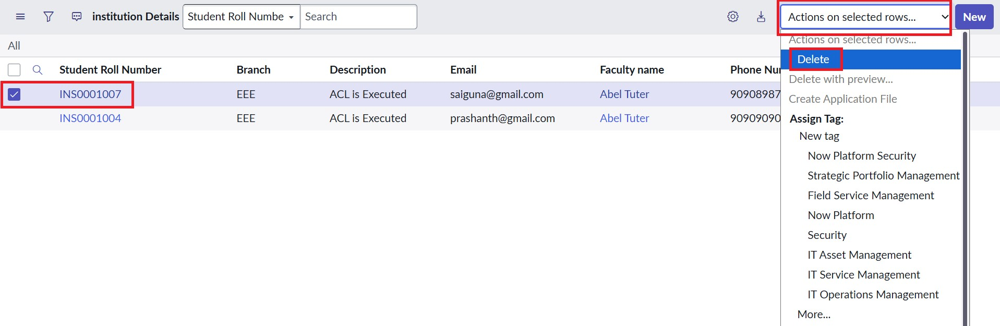 institution Details Student Roll Numbe Search Actions on selected rows... New
All
Student Roll Number Branch Description Email Faculty name Phone Nu
INS0001007 EEE ACL is Executed saiguna@gmail.com Abel Tuter 90908987
INS0001004 EEE ACL is Executed prashanth@gmail.com Abel Tuter 90909090
Actions on selected rows...
Delete
Delete with preview...
Create Application File
Assign Tag:
New tag
Now Platform Security
Strategic Portfolio Management
Field Service Management
Now Platform
Security
IT Asset Management
IT Service Management
IT Operations Management
More...